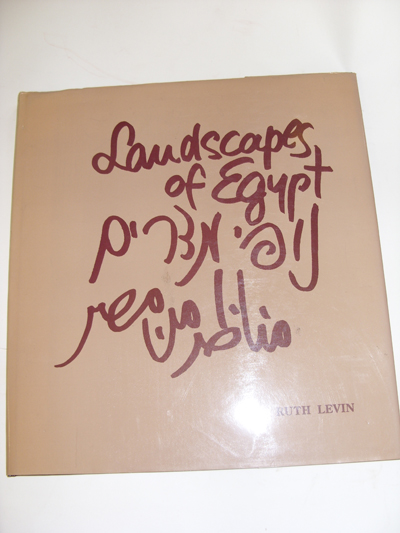 Landscapes
of Egypt
נופי מצרים
مناظر من مصر
RUTH LEVIN